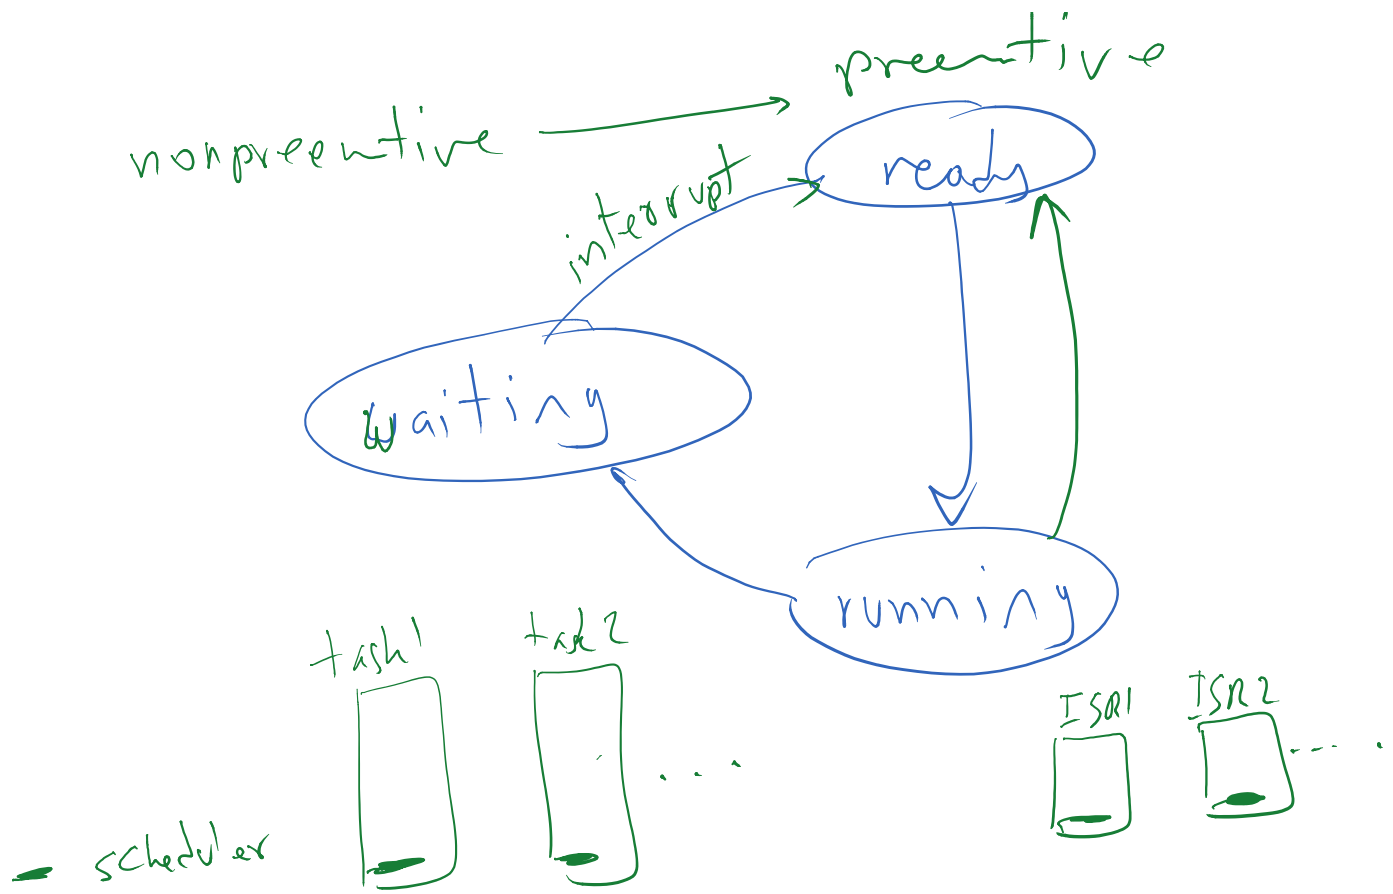 preemtive
nonpreemtive
ready
interrupt
waiting
running
task1
task2
....
ISR1
ISR2
....
scheduler